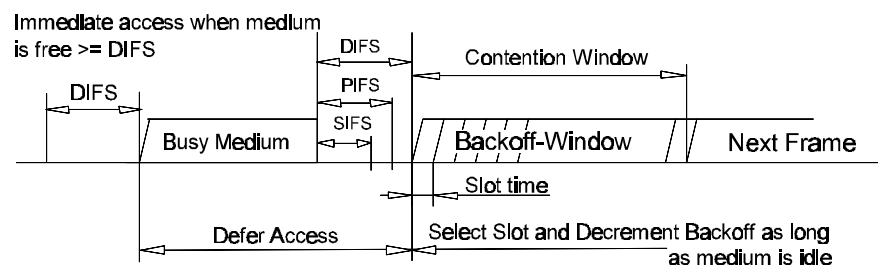 Immediate access when medium
is free >= DIFS
DIFS
DIFS
Contention Window
PIFS
SIFS
Busy Medium
Backoff-Window
Next Frame
Slot time
Defer Access
Select Slot and Decrement Backoff as long
as medium is idle